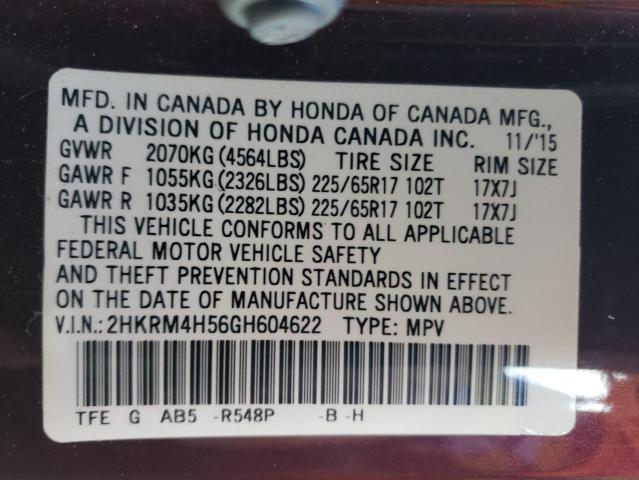 MFD. IN CANADA BY HONDA OF CANADA MFG.,
A DIVISION OF HONDA CANADA INC. 11/'15
GVWR 2070KG (4564LBS) TIRE SIZE RIM SIZE
GAWR F 1055KG (2326LBS) 225/65R17 102T 17X7J
GAWR R 1035KG (2282LBS) 225/65R17 102T 17X7J
THIS VEHICLE CONFORMS TO ALL APPLICABLE
FEDERAL MOTOR VEHICLE SAFETY
AND THEFT PREVENTION STANDARDS IN EFFECT
ON THE DATE OF MANUFACTURE SHOWN ABOVE.
V.I.N.: 2HKRM4H56GH604622 TYPE: MPV
TFE G AB5 -R548P -B -H